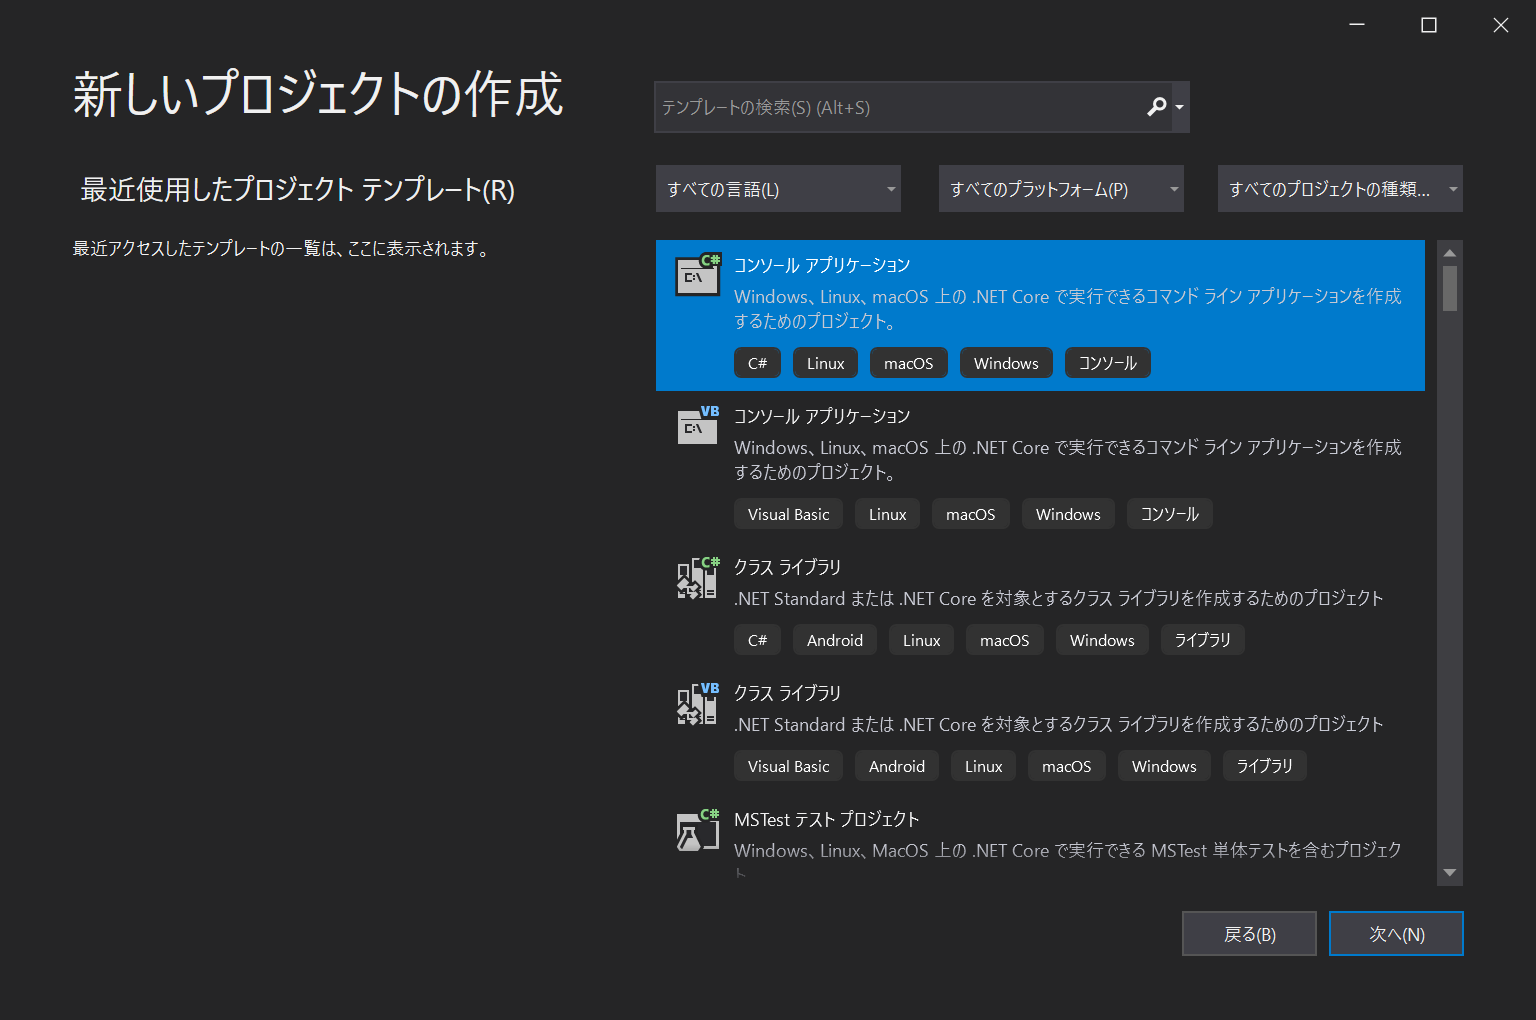 新しいプロジェクトの作成
最近使用したプロジェクト テンプレート(R)
最近アクセスしたテンプレートの一覧は、ここに表示されます。
テンプレートの検索(S) (Alt+S)
すべての言語(L)
すべてのプラットフォーム(P)
すべてのプロジェクトの種類...
C#
C:\
コンソール アプリケーション
Windows、Linux、macOS 上の .NET Core で実行できるコマンド ライン アプリケーションを作成
するためのプロジェクト。
C# Linux macOS Windows コンソール
VB
C:\
コンソール アプリケーション
Windows、Linux、macOS 上の .NET Core で実行できるコマンド ライン アプリケーションを作成
するためのプロジェクト。
Visual Basic Linux macOS Windows コンソール
C#
クラス ライブラリ
.NET Standard または .NET Core を対象とするクラス ライブラリを作成するためのプロジェクト
C# Android Linux macOS Windows ライブラリ
VB
クラス ライブラリ
.NET Standard または .NET Core を対象とするクラス ライブラリを作成するためのプロジェクト
Visual Basic Android Linux macOS Windows ライブラリ
C#
MSTest テスト プロジェクト
Windows、Linux、MacOS 上の .NET Core で実行できる MSTest 単体テストを含むプロジェク
ト
戻る(B)
次へ(N)